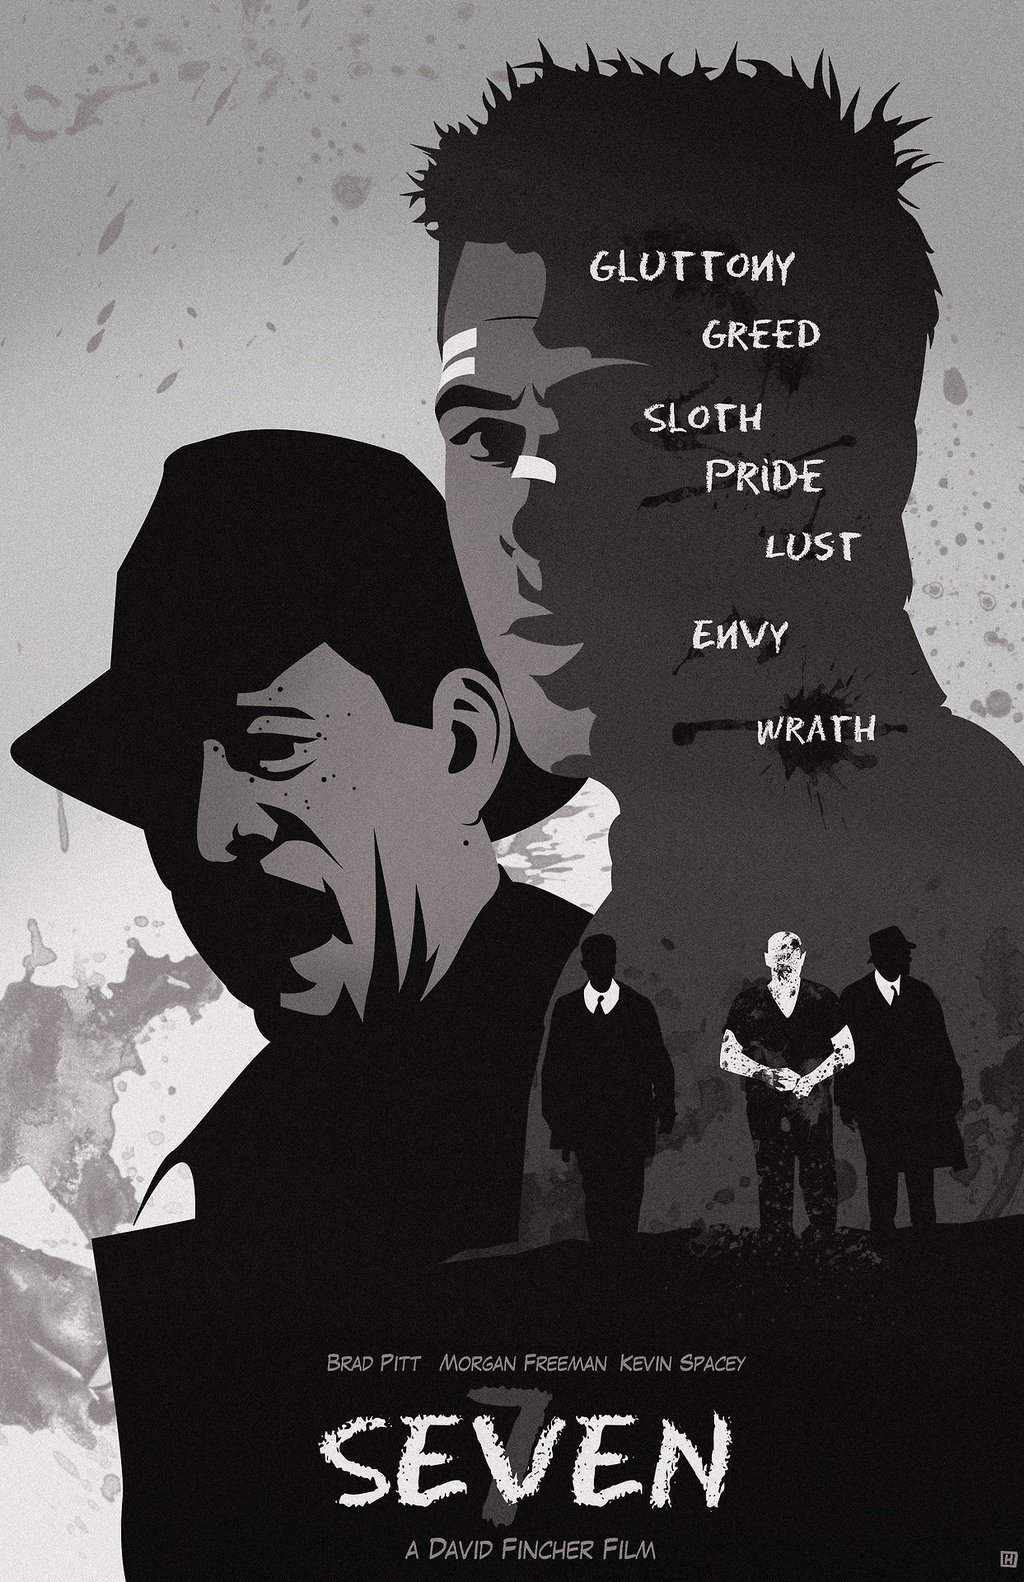 GLUTTONY
GREED
SLOTH
PRIDE
LUST
ENVY
WRATH
BRAD PITT MORGAN FREEMAN KEVIN SPACEY
7
SEVEN
A DAVID FINCHER FILM
H